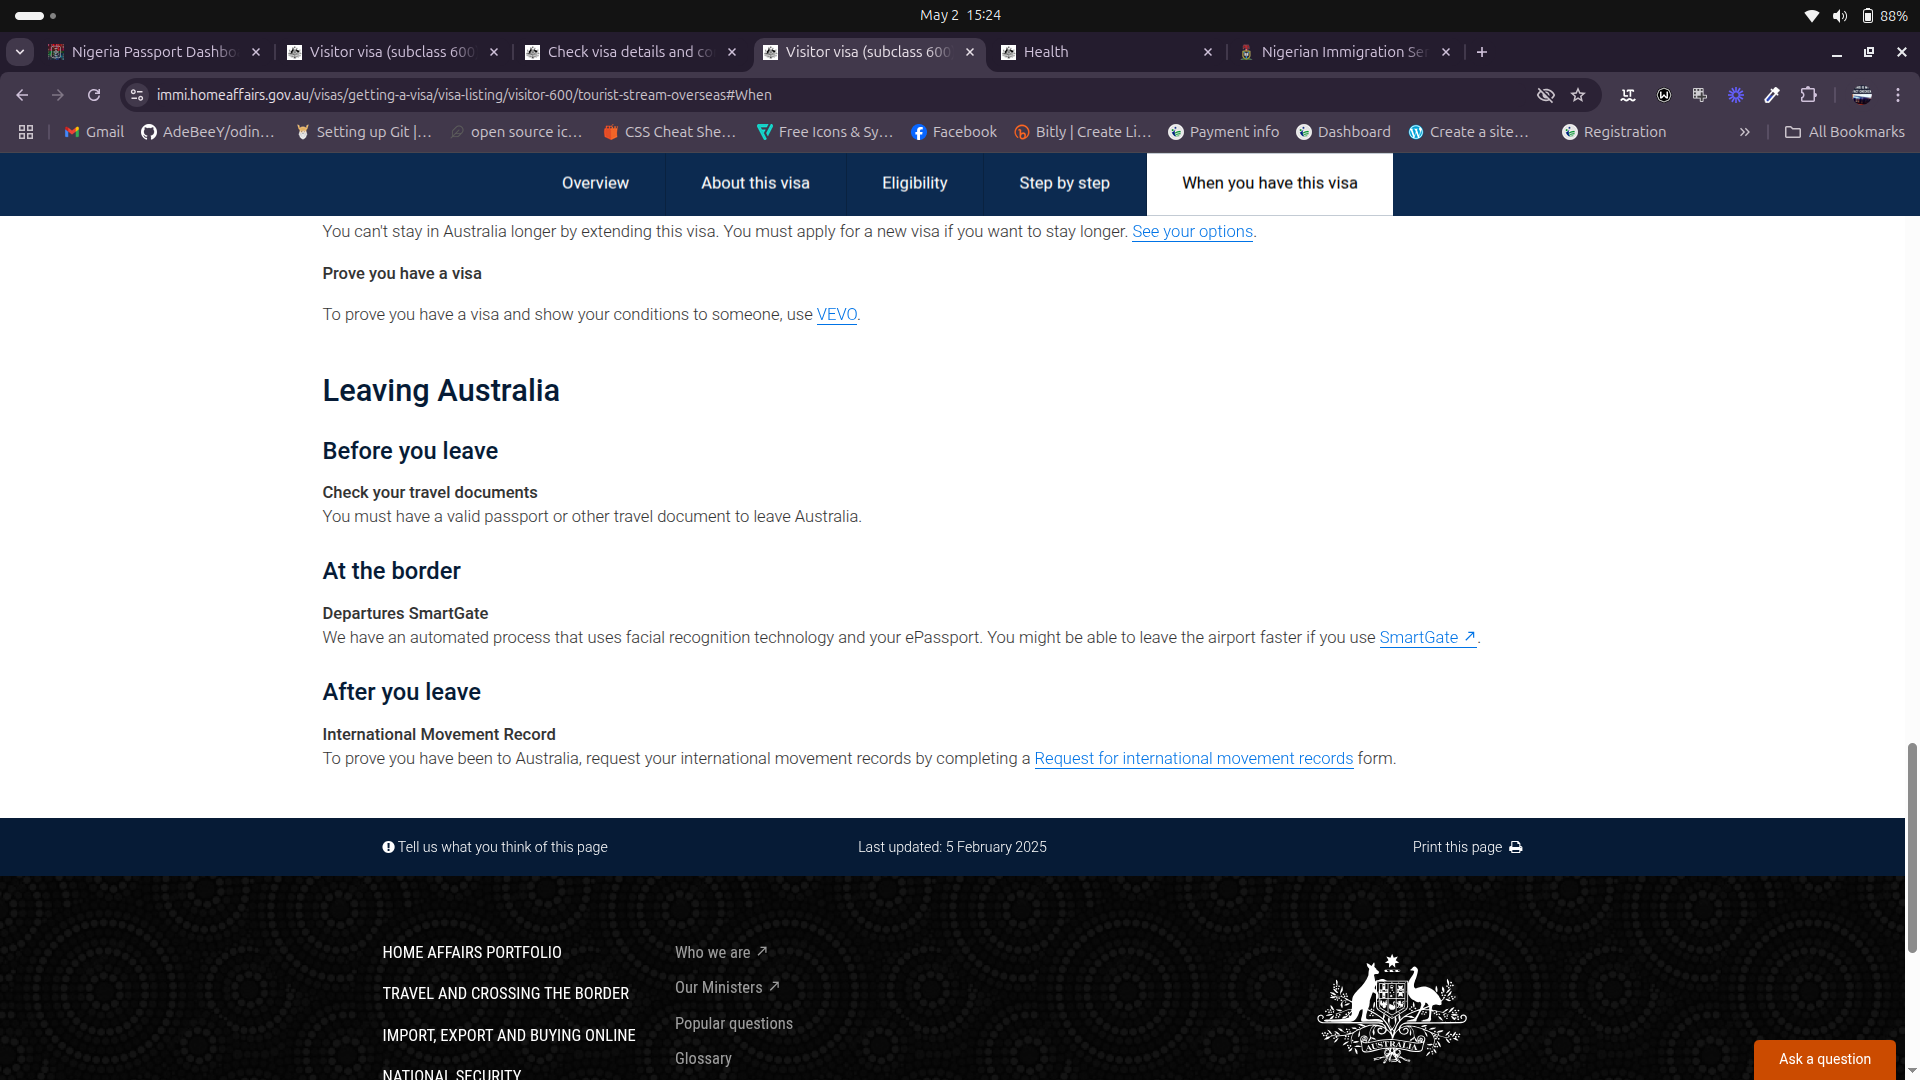 May 2 15:24
88%
Nigeria Passport Dashbo
Visitor visa (subclass 600
Check visa details and co
Visitor visa (subclass 600
Health
Nigerian Immigration Ser
immi.homeaffairs.gov.au/visas/getting-a-visa/visa-listing/visitor-600/tourist-stream-overseas#When
Gmail
AdeBeeY/odin...
Setting up Git |...
open source ic...
CSS Cheat She...
Free Icons & Sy...
Facebook
Bitly | Create Li...
Payment info
Dashboard
Create a site...
Registration
All Bookmarks
Overview
About this visa
Eligibility
Step by step
When you have this visa
You can't stay in Australia longer by extending this visa. You must apply for a new visa if you want to stay longer. See your options.
Prove you have a visa
To prove you have a visa and show your conditions to someone, use VEVO.
Leaving Australia
Before you leave
Check your travel documents
You must have a valid passport or other travel document to leave Australia.
At the border
Departures SmartGate
We have an automated process that uses facial recognition technology and your ePassport. You might be able to leave the airport faster if you use SmartGate ↗.
After you leave
International Movement Record
To prove you have been to Australia, request your international movement records by completing a Request for international movement records form.
Tell us what you think of this page
Last updated: 5 February 2025
Print this page
HOME AFFAIRS PORTFOLIO
TRAVEL AND CROSSING THE BORDER
IMPORT, EXPORT AND BUYING ONLINE
NATIONAL SECURITY
Who we are ↗
Our Ministers ↗
Popular questions
Glossary
AUSTRALIA
Ask a question